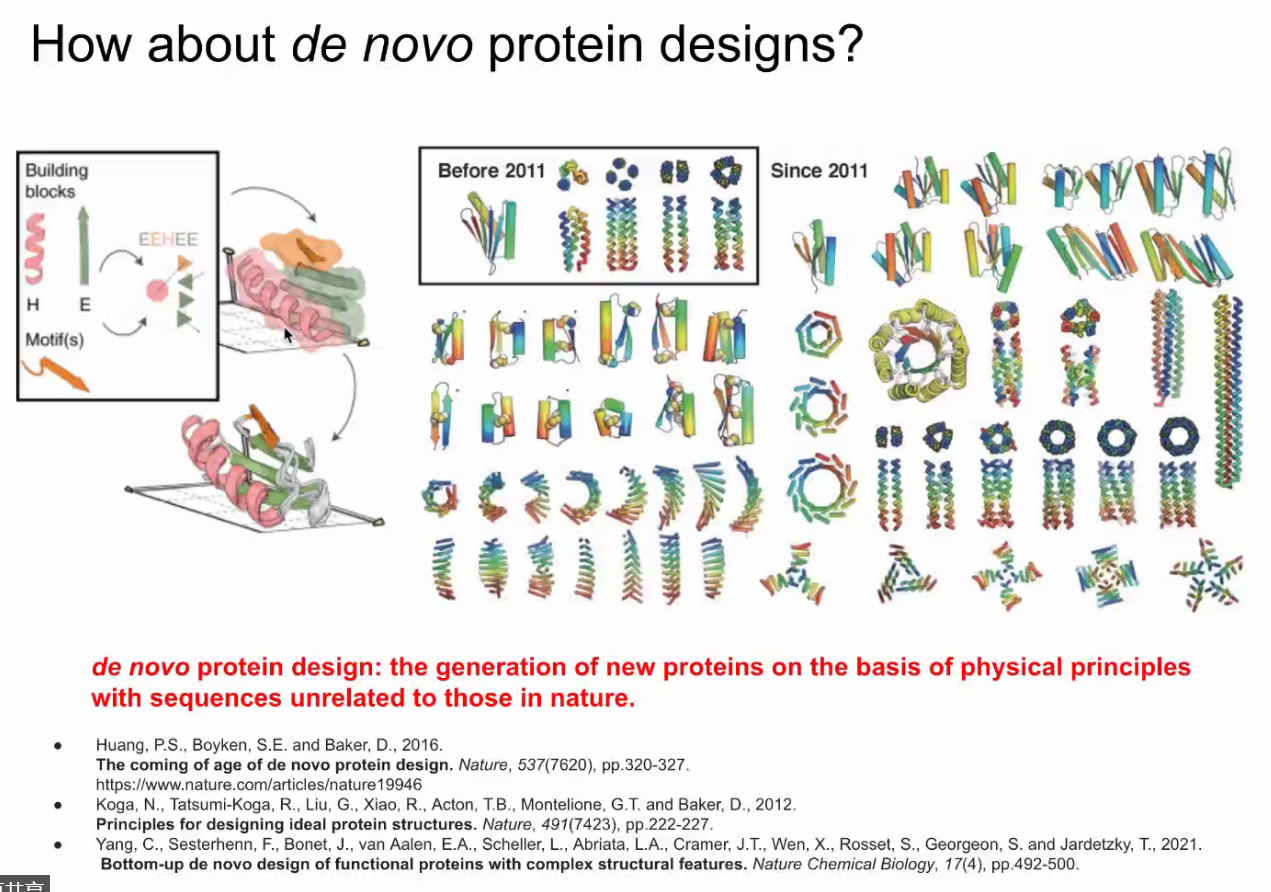 How about de novo protein designs?
Building
blocks
EEHEE
H E
Motif(s)
Before 2011
Since 2011
de novo protein design: the generation of new proteins on the basis of physical principles
with sequences unrelated to those in nature.
● Huang, P.S., Boyken, S.E. and Baker, D., 2016.
The coming of age of de novo protein design. Nature, 537(7620), pp.320-327.
https://www.nature.com/articles/nature19946
● Koga, N., Tatsumi-Koga, R., Liu, G., Xiao, R., Acton, T.B., Montelione, G.T. and Baker, D., 2012.
Principles for designing ideal protein structures. Nature, 491(7423), pp.222-227.
● Yang, C., Sesterhenn, F., Bonet, J., van Aalen, E.A., Scheller, L., Abriata, L.A., Cramer, J.T., Wen, X., Rosset, S., Georgeon, S. and Jardetzky, T., 2021.
Bottom-up de novo design of functional proteins with complex structural features. Nature Chemical Biology, 17(4), pp.492-500.